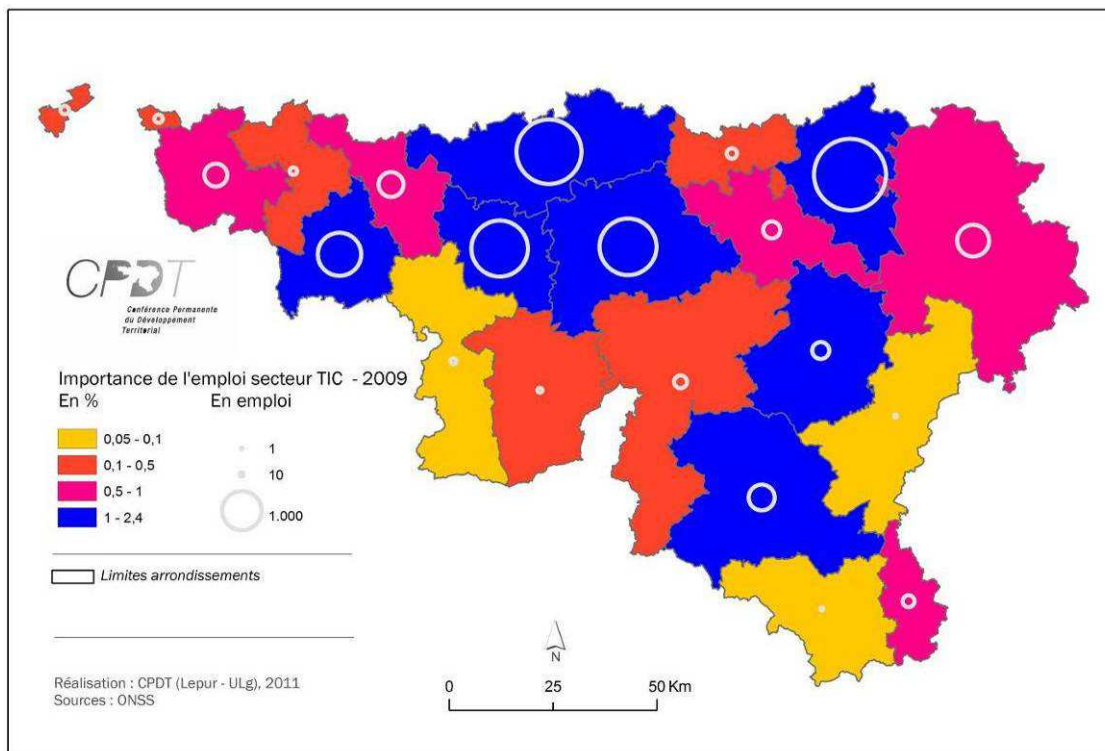 CPDT
Conférence Permanente
du Développement
Territorial
Importance de l'emploi secteur TIC - 2009
En % En emploi
0,05 - 0,1
0,1 - 0,5
0,5 - 1
1 - 2,4
1
10
1.000
Limites arrondissements
Réalisation : CPDT (Lepur - ULg), 2011
Sources : ONSS
N
0 25 50 Km